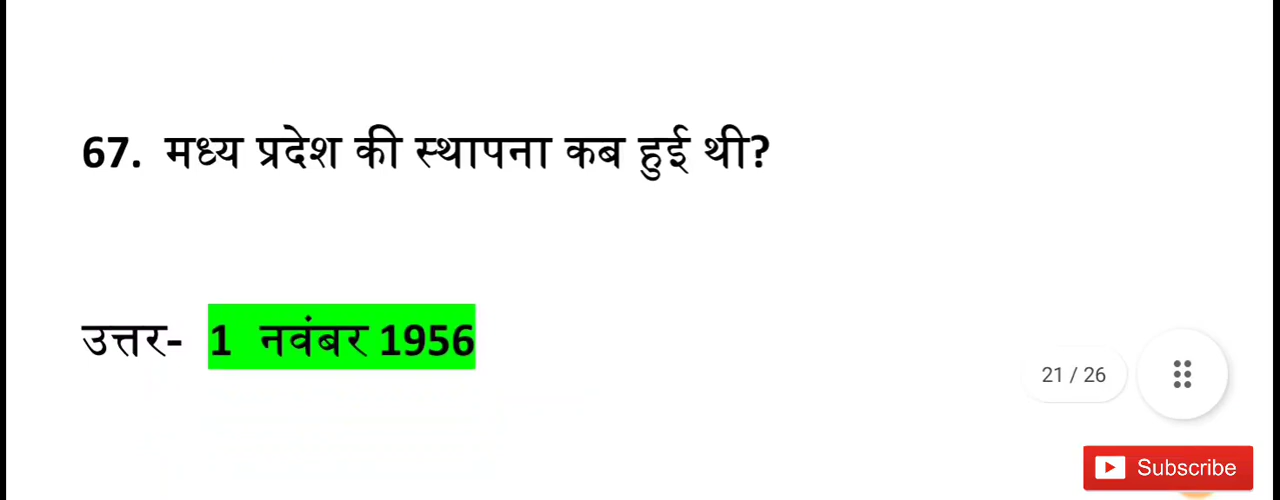 67. मध्य प्रदेश की स्थापना कब हुई थी?
उत्तर- 1 नवंबर 1956
21 / 26
Subscribe